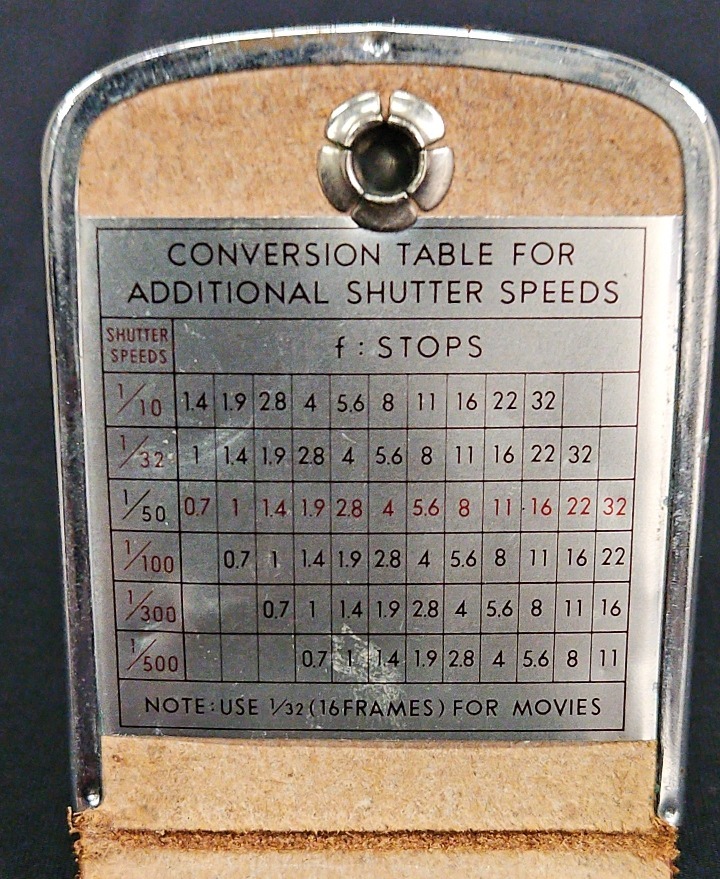 CONVERSION TABLE FOR
ADDITIONAL SHUTTER SPEEDS
SHUTTER
SPEEDS
f : STOPS
1/10 1.4 1.9 2.8 4 5.6 8 11 16 22 32
1/32 1 1.4 1.9 2.8 4 5.6 8 11 16 22 32
1/50 0.7 1 1.4 1.9 2.8 4 5.6 8 11 16 22 32
1/100 0.7 1 1.4 1.9 2.8 4 5.6 8 11 16 22
1/300 0.7 1 1.4 1.9 2.8 4 5.6 8 11 16
1/500 0.7 1 1.4 1.9 2.8 4 5.6 8 11
NOTE: USE 1/32 (16 FRAMES) FOR MOVIES